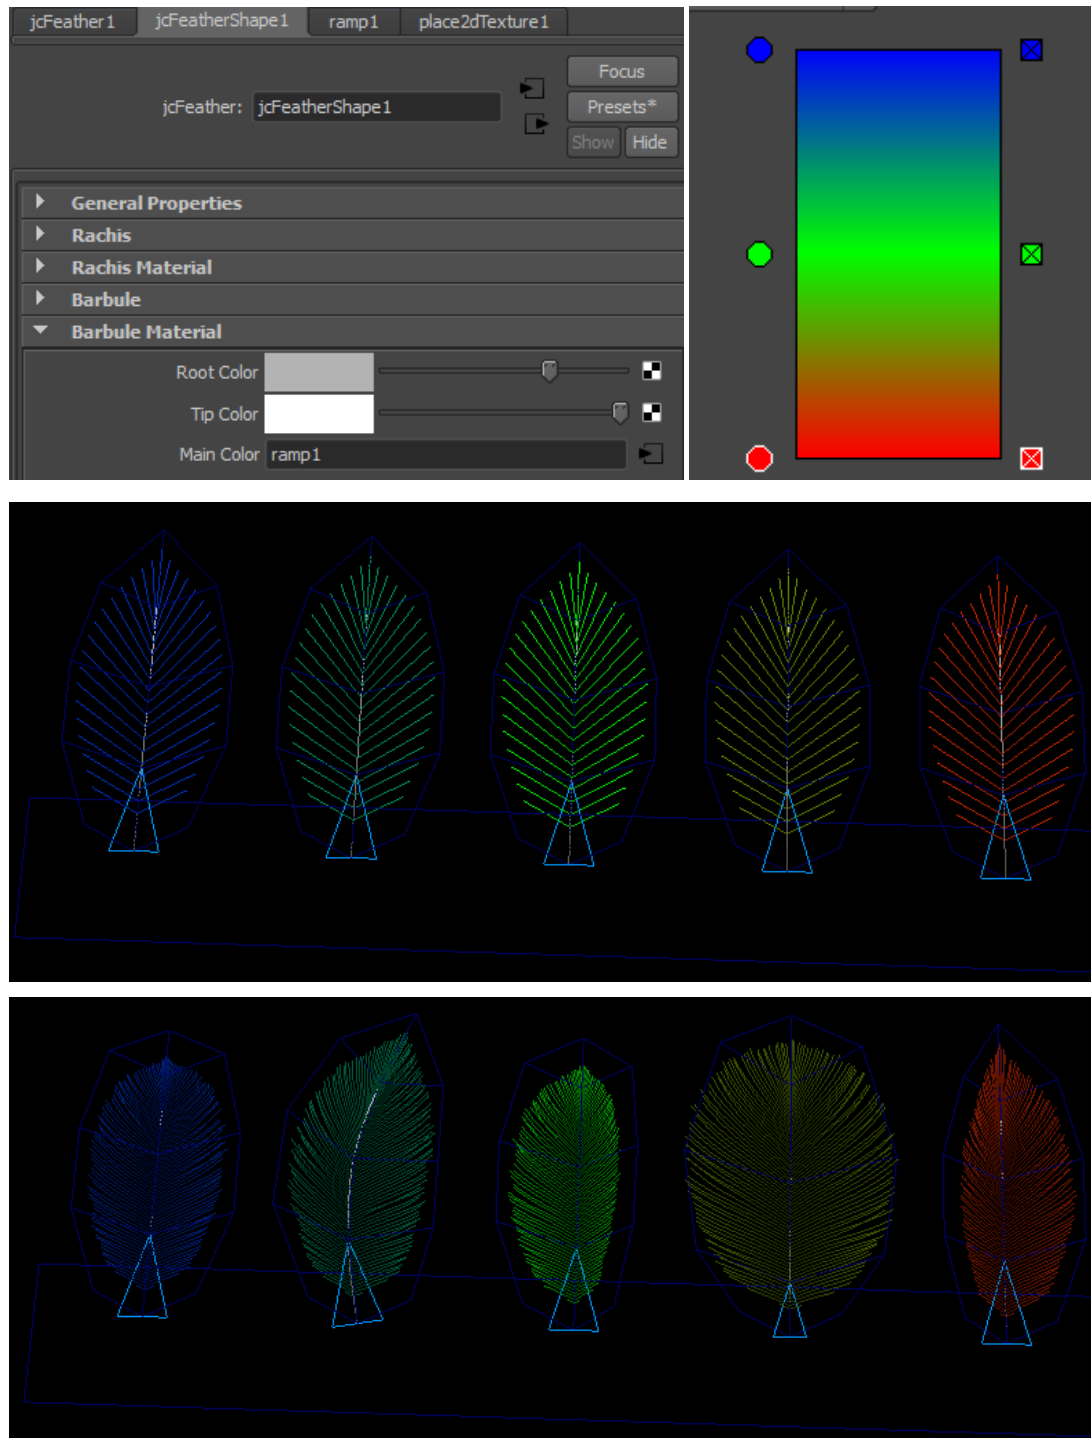 jcFeather1 jcFeatherShape1 ramp1 place2dTexture1
Focus
jcFeather: jcFeatherShape1 Presets*
Show Hide
General Properties
Rachis
Rachis Material
Barbule
Barbule Material
Root Color
Tip Color
Main Color ramp1